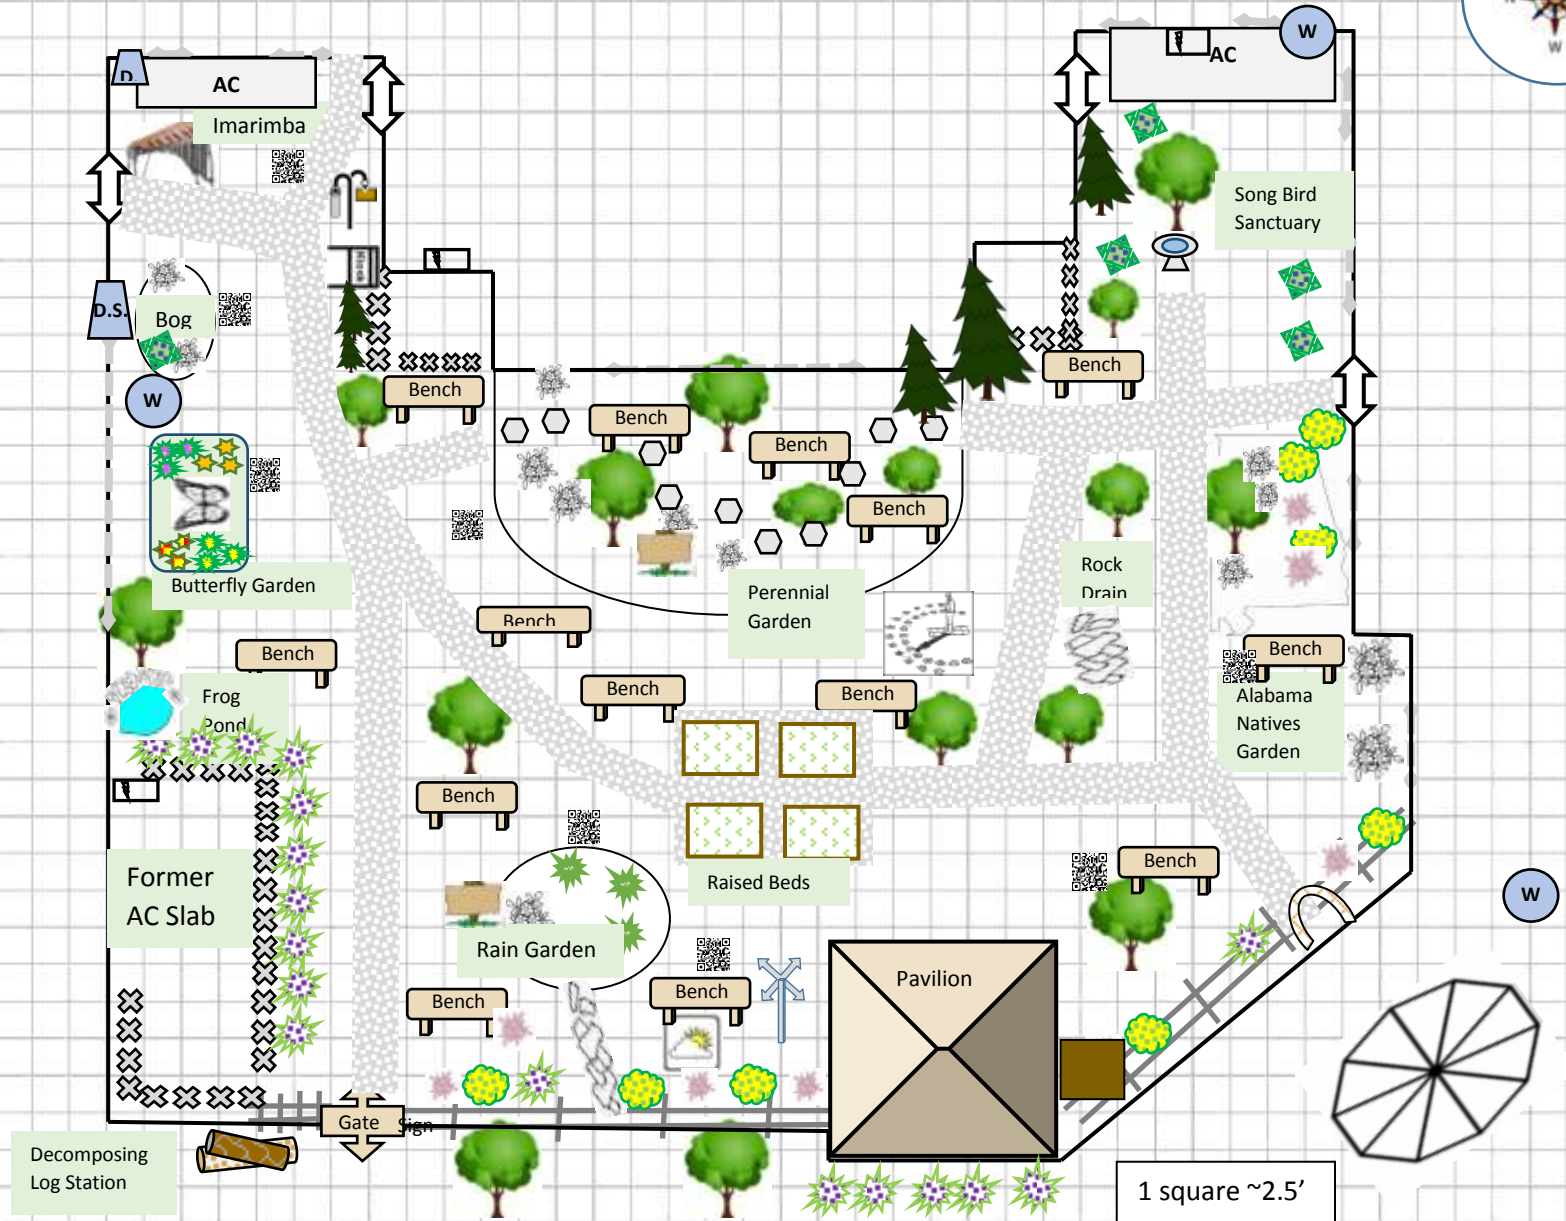 W
W
AC
D.
AC
Imarimba
Song Bird
Sanctuary
Kiosk
D.S.
Bog
W
Bench
Bench
Bench
Bench
Bench
Butterfly Garden
Rock
Drain
Perennial
Garden
Bench
Bench
Bench
Frog
Pond
Bench
Bench
Alabama
Natives
Garden
Bench
Bench
Former
AC Slab
Raised Beds
W
Rain Garden
Pavilion
Bench
Bench
Gate
Sign
Decomposing
Log Station
1 square ~2.5’